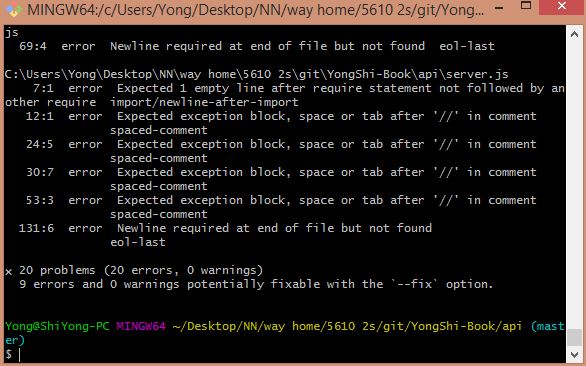 MINGW64:/c/Users/Yong/Desktop/NN/way home/5610 2s/git/Yong...
js
69:4 error Newline required at end of file but not found eol-last
C:\Users\Yong\Desktop\NN\way home\5610 2s\git\YongShi-Book\api\server.js
7:1 error Expected 1 empty line after require statement not followed by an
other require import/newline-after-import
12:1 error Expected exception block, space or tab after '//' in comment
spaced-comment
24:5 error Expected exception block, space or tab after '//' in comment
spaced-comment
30:7 error Expected exception block, space or tab after '//' in comment
spaced-comment
53:3 error Expected exception block, space or tab after '//' in comment
spaced-comment
131:6 error Newline required at end of file but not found
eol-last
× 20 problems (20 errors, 0 warnings)
9 errors and 0 warnings potentially fixable with the `--fix` option.
Yong@ShiYong-PC MINGW64 ~/Desktop/NN/way home/5610 2s/git/YongShi-Book/api (mast
er)
$